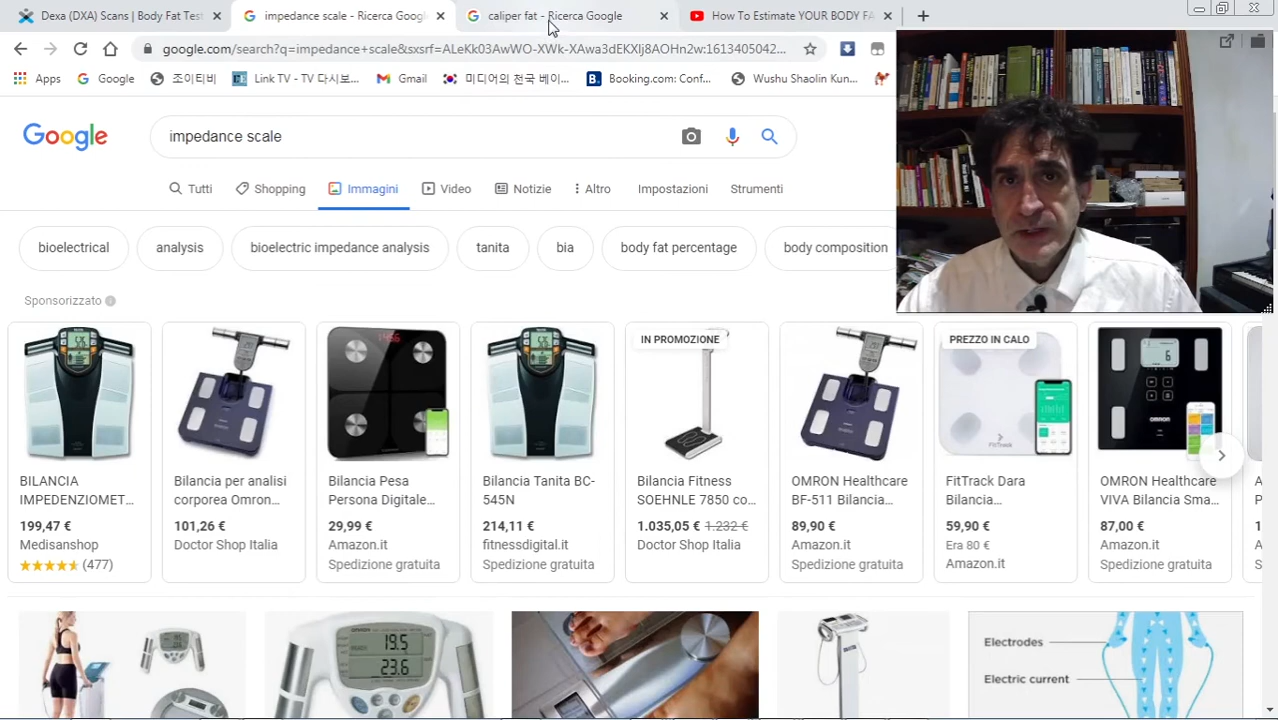 Dexa (DXA) Scans | Body Fat Test
impedance scale - Ricerca Google
caliper fat - Ricerca Google
How To Estimate YOUR BODY FA
google.com/search?q=impedance+scale&sxsrf=ALeKk03AwWO-XWk-XAwa3dEKXIj8AOHn2w:1613405042...
Apps
Google
조이티비
Link TV - TV 다시보...
Gmail
미디어의 천국 베이...
Booking.com: Conf...
Wushu Shaolin Kun...
Google
impedance scale
Tutti
Shopping
Immagini
Video
Notizie
Altro
Impostazioni
Strumenti
bioelectrical
analysis
bioelectric impedance analysis
tanita
bia
body fat percentage
body composition
Sponsorizzato
IN PROMOZIONE
PREZZO IN CALO
BILANCIA
IMPEDENZIOMET...
199,47 €
Medisanshop
(477)
Bilancia per analisi
corporea Omron...
101,26 €
Doctor Shop Italia
Bilancia Pesa
Persona Digitale...
29,99 €
Amazon.it
Spedizione gratuita
Bilancia Tanita BC-
545N
214,11 €
fitnessdigital.it
Spedizione gratuita
Bilancia Fitness
SOEHNLE 7850 co...
1.035,05 € 1.232 €
Doctor Shop Italia
OMRON Healthcare
BF-511 Bilancia...
89,90 €
Amazon.it
Spedizione gratuita
FitTrack Dara
Bilancia...
59,90 €
Era 80 €
Amazon.it
OMRON Healthcare
VIVA Bilancia Sma...
87,00 €
Amazon.it
Spedizione gratuita
FitTrack
OMRON
OMRON
19.5
23.6
Electrodes
Electric current